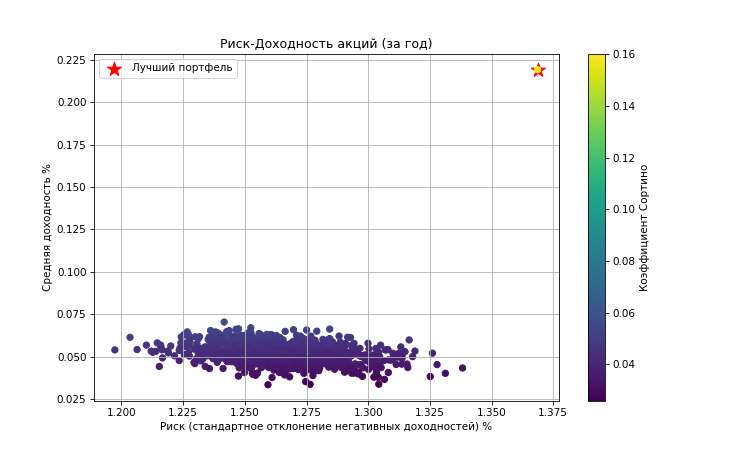 Риск-Доходность акций (за год)
Лучший портфель
0.225
0.200
0.175
0.150
0.125
0.100
0.075
0.050
0.025
Средняя доходность %
1.200 1.225 1.250 1.275 1.300 1.325 1.350 1.375
Риск (стандартное отклонение негативных доходностей) %
0.16
0.14
0.12
0.10
0.08
0.06
0.04
Коэффициент Сортино